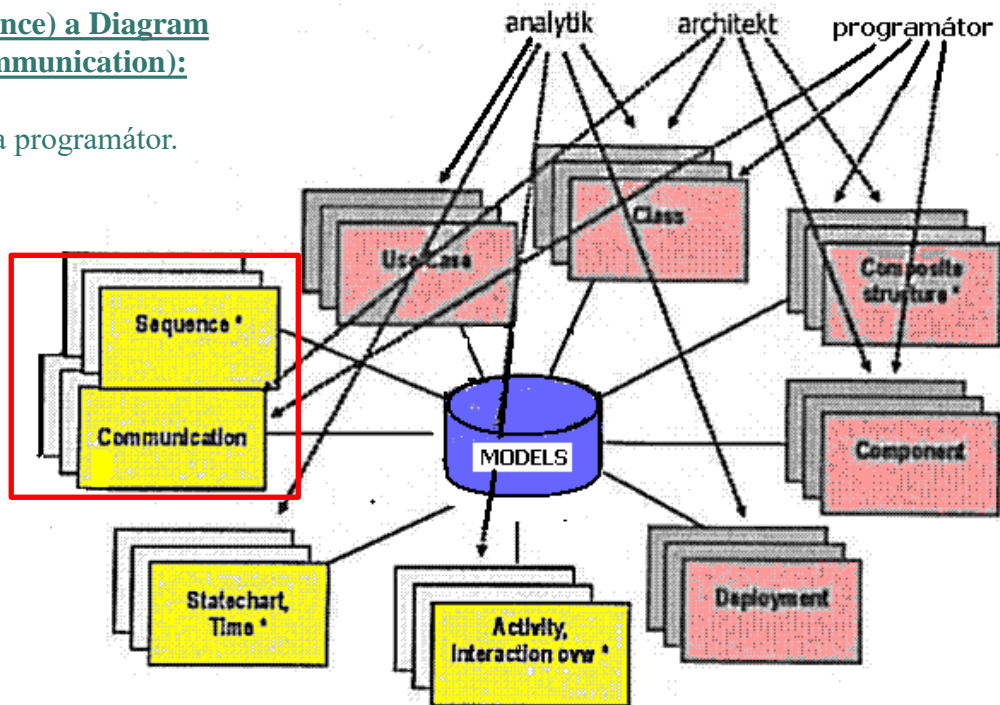 ence) a Diagram
mmunication):
a programátor.
analytik architekt programátor
Class
Use Case
Composite
structure *
Sequence *
Communication
MODELS
Component
Statechart,
Time *
Activity,
Interaction ovw *
Deployment